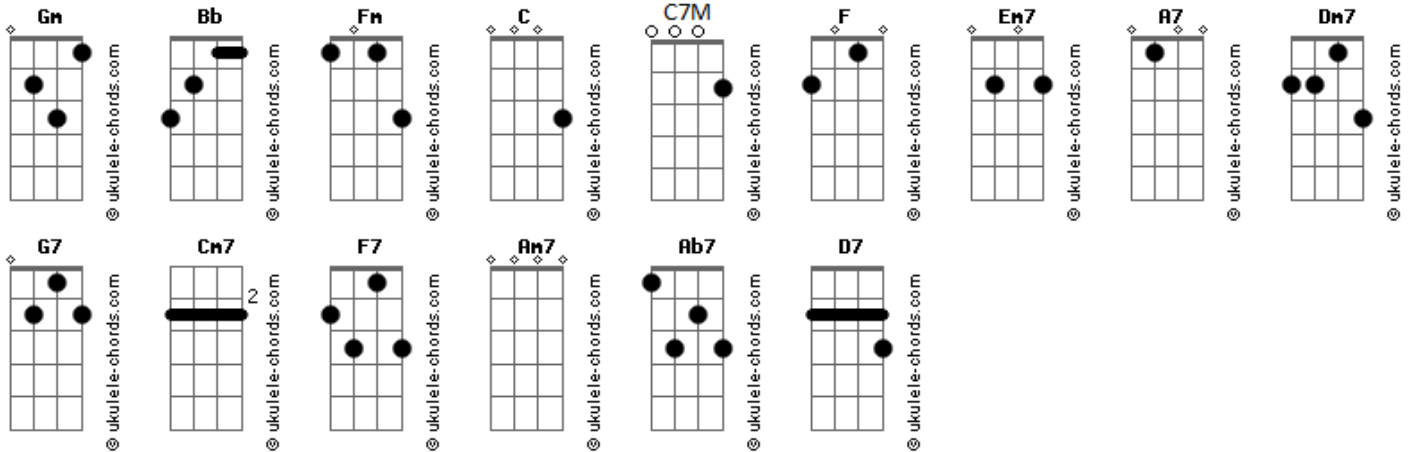 Gm Bb Fm C C7M F Em7 A7 Dm7
© ukulele-chords.com © ukulele-chords.com © ukulele-chords.com © ukulele-chords.com © ukulele-chords.com © ukulele-chords.com © ukulele-chords.com © ukulele-chords.com © ukulele-chords.com
G7 Cm7 F7 Am7 Ab7 D7
2
© ukulele-chords.com © ukulele-chords.com © ukulele-chords.com © ukulele-chords.com © ukulele-chords.com © ukulele-chords.com